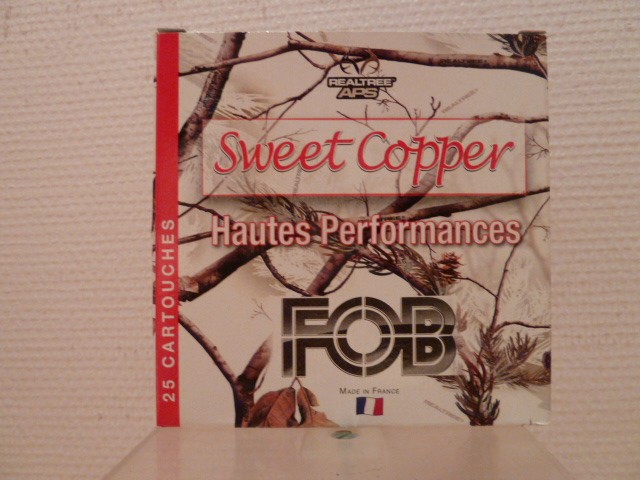 REALTREE
APS
Sweet Copper
Hautes Performances
FOB
MADE IN FRANCE
25 CARTOUCHES